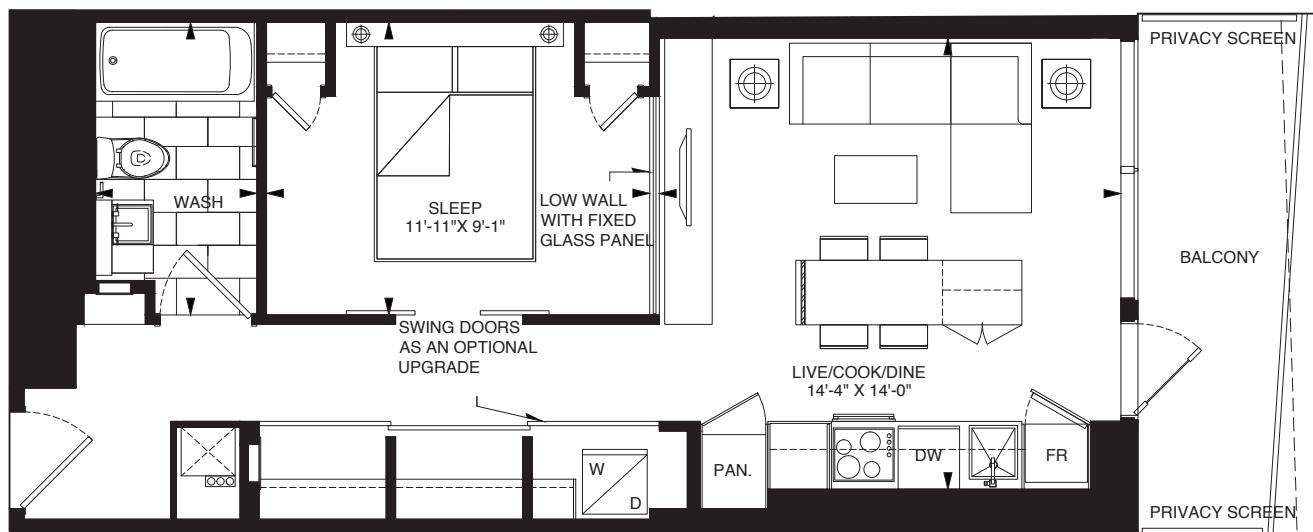 PRIVACY SCREEN
WASH
SLEEP
11'-11"X 9'-1"
LOW WALL
WITH FIXED
GLASS PANEL
BALCONY
SWING DOORS
AS AN OPTIONAL
UPGRADE
LIVE/COOK/DINE
14'-4" X 14'-0"
W
D
PAN.
DW
FR
PRIVACY SCREEN